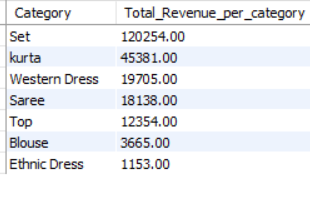 Category Total_Revenue_per_category
Set 120254.00
kurta 45381.00
Western Dress 19705.00
Saree 18138.00
Top 12354.00
Blouse 3665.00
Ethnic Dress 1153.00